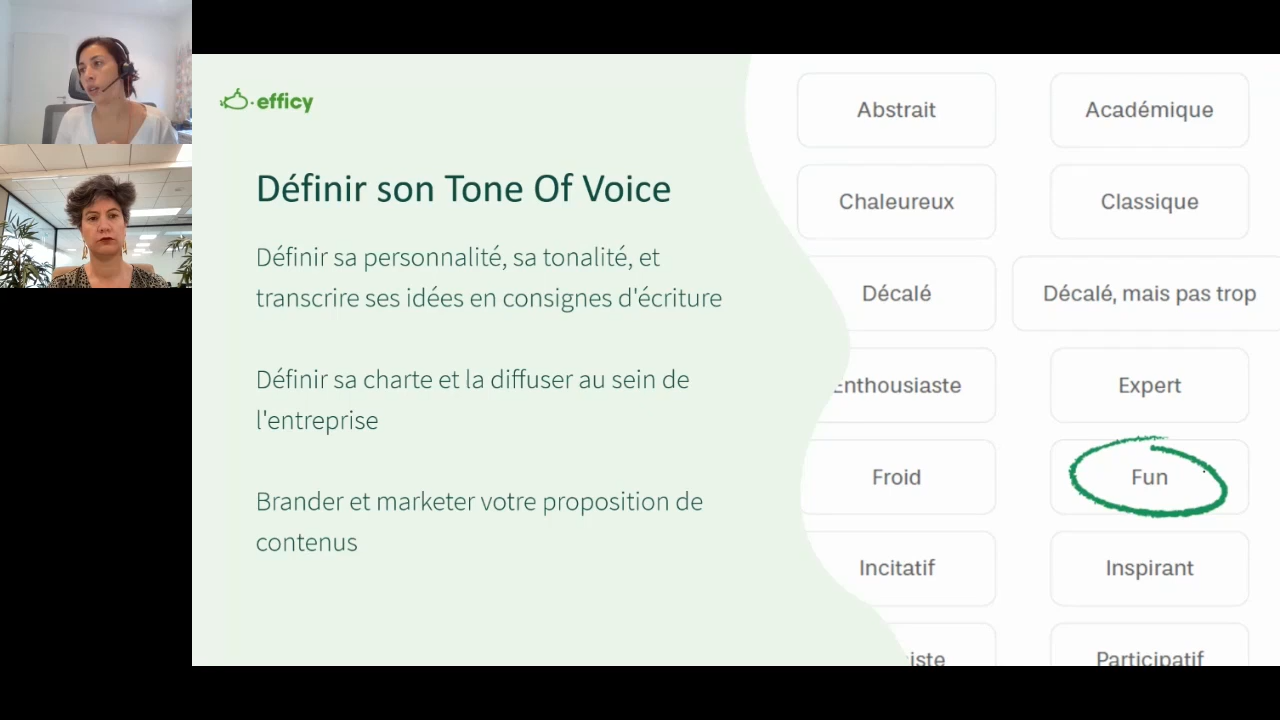 efficy
Définir son Tone Of Voice
Définir sa personnalité, sa tonalité, et
transcrire ses idées en consignes d'écriture
Définir sa charte et la diffuser au sein de
l'entreprise
Brander et marketer votre proposition de
contenus
Abstrait
Académique
Chaleureux
Classique
Décalé
Décalé, mais pas trop
Enthousiaste
Expert
Froid
Fun
Incitatif
Inspirant
Participatif